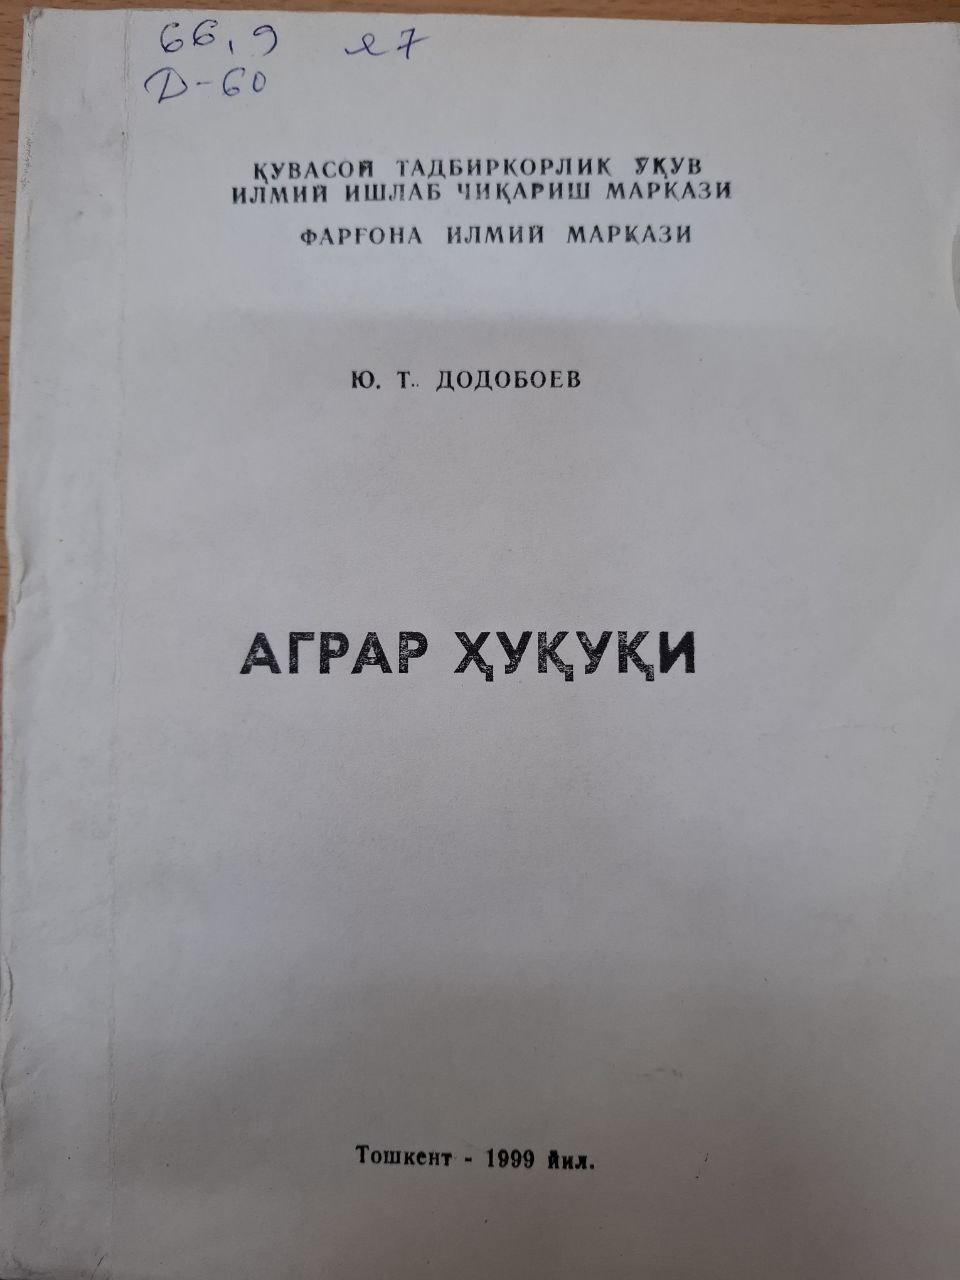 66,9 я7
Д-60
ҚУВАСОЙ ТАДБИРКОРЛИК ЎҚУВ
ИЛМИЙ ИШЛАБ ЧИҚАРИШ МАРКАЗИ
ФАРҒОНА ИЛМИЙ МАРКАЗИ
Ю. Т. ДОДОБОЕВ
АГРАР ҲУҚУҚИ
Тошкент - 1999 йил.